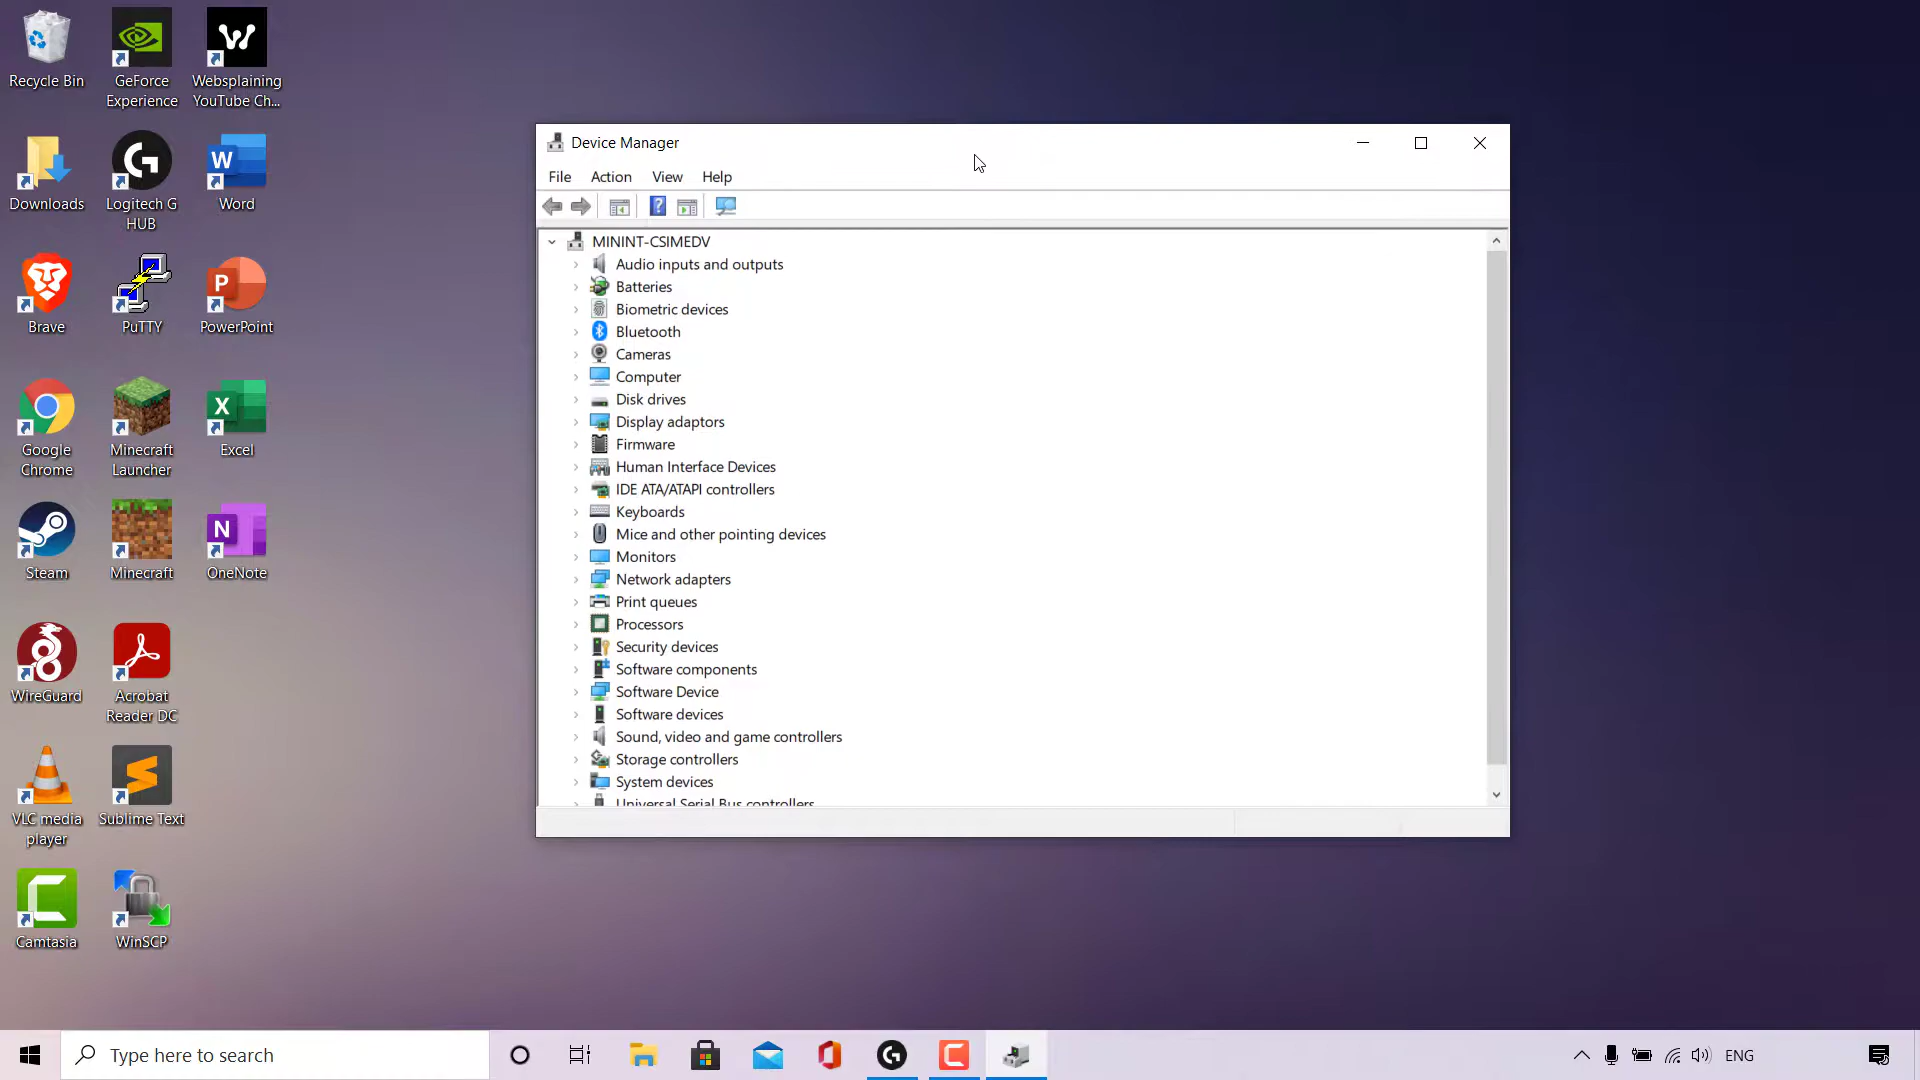 Recycle Bin
GeForce
Experience
Websplaining
YouTube Ch...
Downloads
Logitech G
HUB
Word
Brave
PuTTY
PowerPoint
Google
Chrome
Minecraft
Launcher
Excel
Steam
Minecraft
OneNote
WireGuard
Acrobat
Reader DC
VLC media
player
Sublime Text
Camtasia
WinSCP
Device Manager
File Action View Help
MININT-CSIMEDV
Audio inputs and outputs
Batteries
Biometric devices
Bluetooth
Cameras
Computer
Disk drives
Display adaptors
Firmware
Human Interface Devices
IDE ATA/ATAPI controllers
Keyboards
Mice and other pointing devices
Monitors
Network adapters
Print queues
Processors
Security devices
Software components
Software Device
Software devices
Sound, video and game controllers
Storage controllers
System devices
Universal Serial Bus controllers
Type here to search
ENG